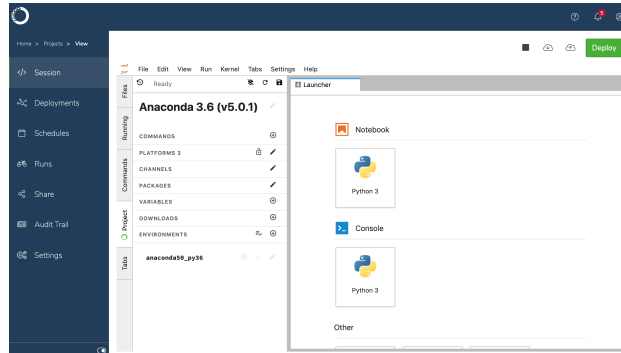 5
Home > Projects > View
Deploy
Session
Deployments
Schedules
Runs
Share
Audit Trail
Settings
File Edit View Run Kernel Tabs Settings Help
Files
Running
Commands
Project
Tabs
Ready
Anaconda 3.6 (v5.0.1)
COMMANDS
PLATFORMS 3
CHANNELS
PACKAGES
VARIABLES
DOWNLOADS
ENVIRONMENTS
anaconda50_py36
Launcher
Notebook
Python 3
Console
Python 3
Other